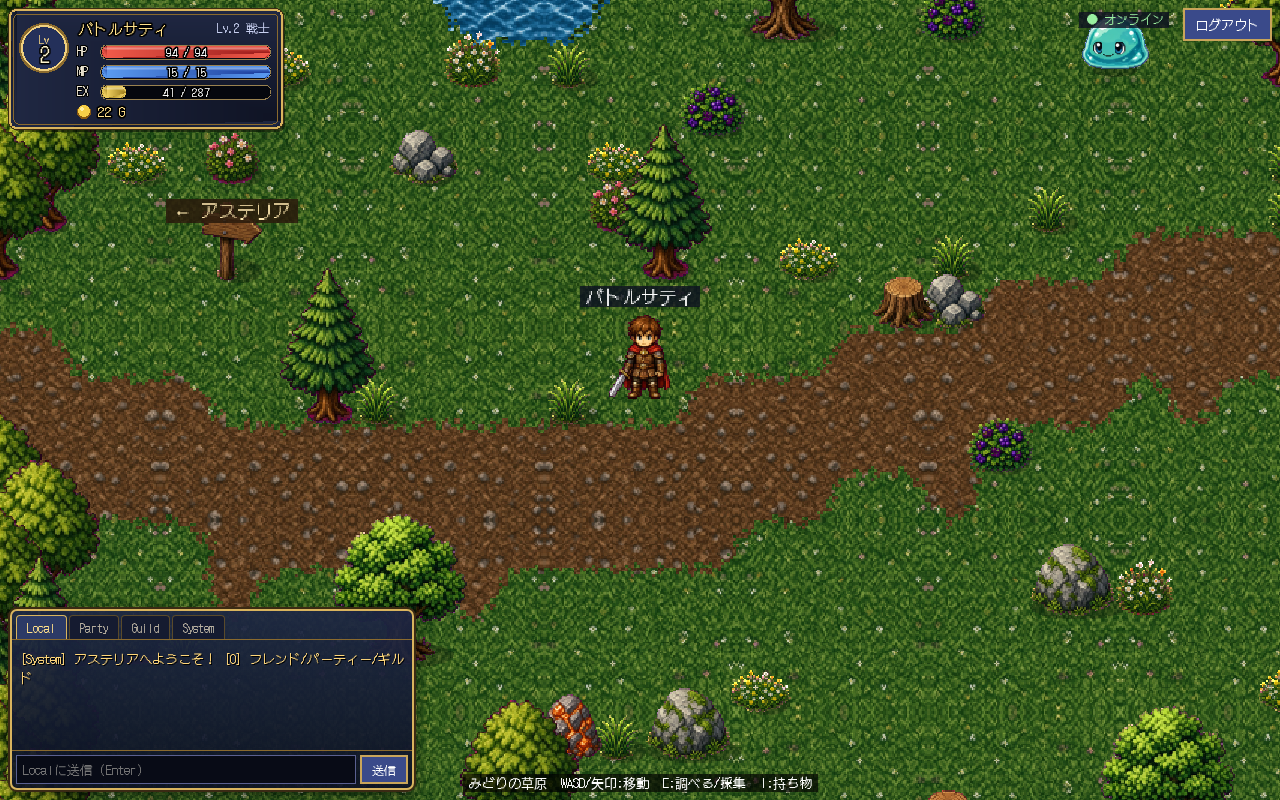 バトルサティ Lv.2 戦士
Lv
2
HP 94 / 94
MP 15 / 15
EX 41 / 287
22 G
オンライン
ログアウト
← アステリア
バトルサティ
Local Party Guild System
[System] アステリアへようこそ! [O] フレンド/パーティー/ギル
ド
Localに送信 (Enter)
送信
みどりの草原 WASD/矢印:移動 E:調べる/採集 I:持ち物